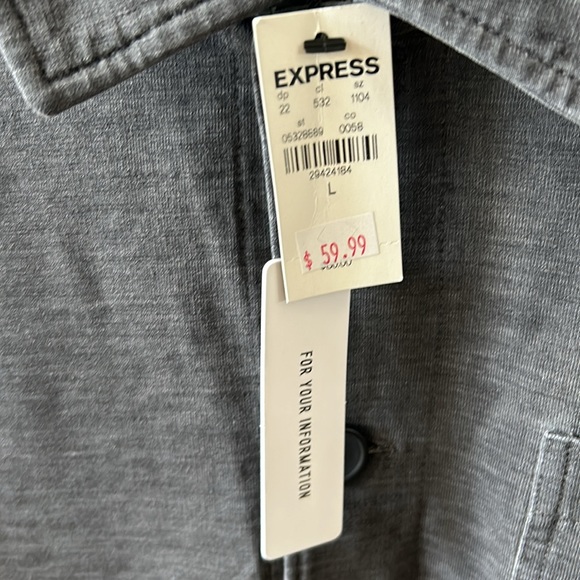 EXPRESS
dp cl sz
22 532 1104
st co
05328689 0058
29424184
L
$ 59.99
FOR YOUR INFORMATION